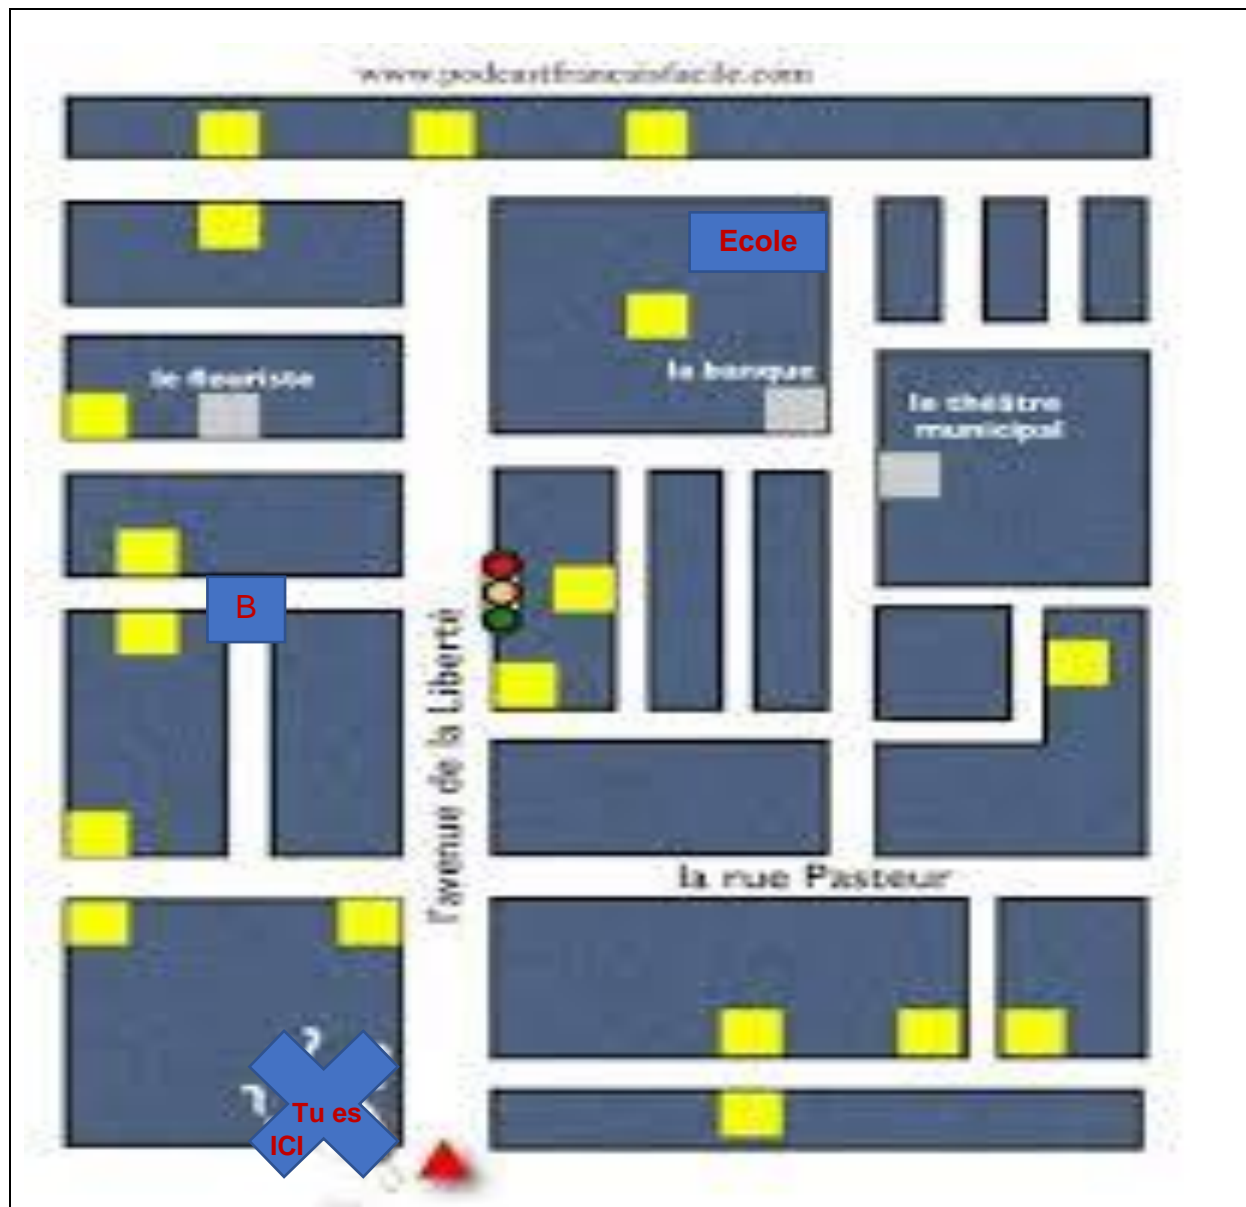 www.podcastfrancaisfacile.com
Ecole
le fleuriste
la banque
le théâtre
municipal
B
l'avenue de la Liberté
la rue Pasteur
?
?
Tu es
ICI